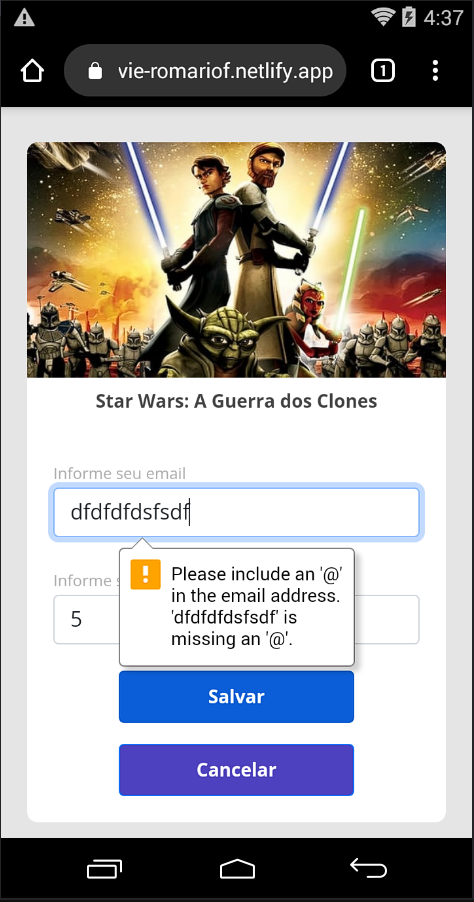 4:37
vie-romariof.netlify.app
1
Star Wars: A Guerra dos Clones
Informe seu email
dfdfdfdsfsdf
Please include an '@'
in the email address.
'dfdfdfdsfsdf' is
missing an '@'.
Informe
5
Salvar
Cancelar